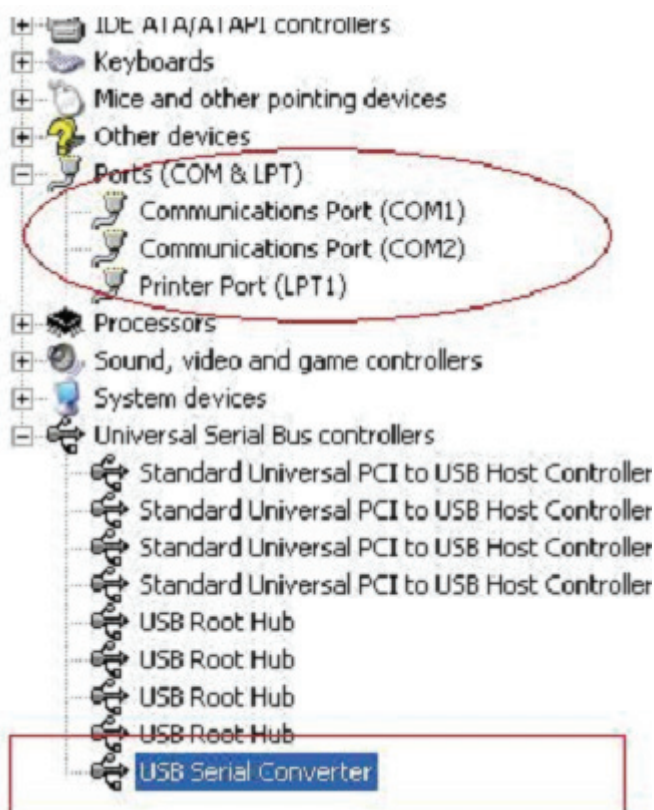 IDE ATA/ATAPI controllers
Keyboards
Mice and other pointing devices
Other devices
Ports (COM & LPT)
Communications Port (COM1)
Communications Port (COM2)
Printer Port (LPT1)
Processors
Sound, video and game controllers
System devices
Universal Serial Bus controllers
Standard Universal PCI to USB Host Controller
Standard Universal PCI to USB Host Controller
Standard Universal PCI to USB Host Controller
Standard Universal PCI to USB Host Controller
USB Root Hub
USB Root Hub
USB Root Hub
USB Root Hub
USB Serial Converter